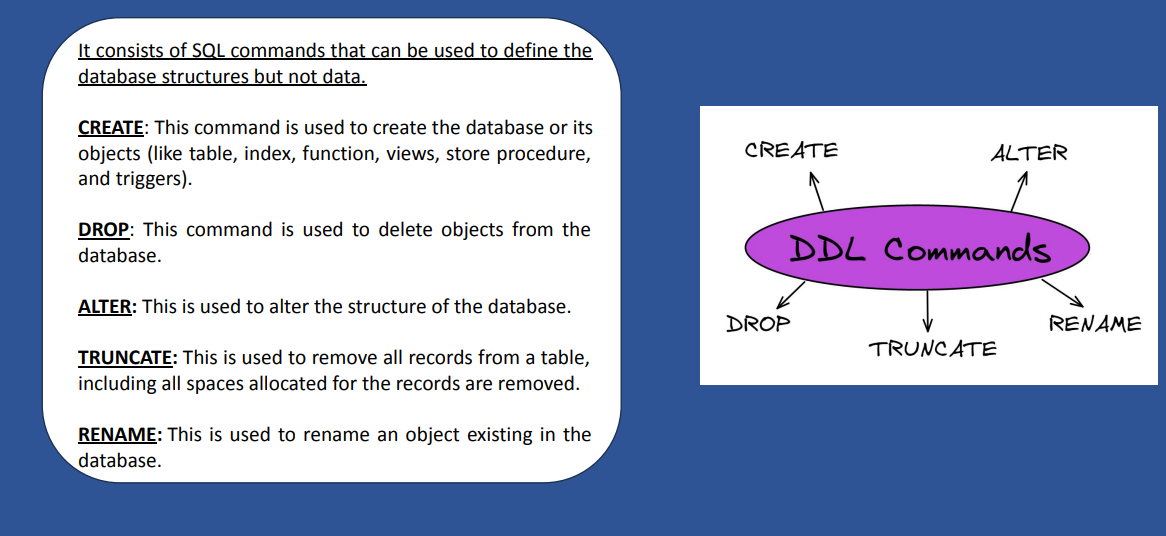 It consists of SQL commands that can be used to define the
database structures but not data.
CREATE: This command is used to create the database or its
objects (like table, index, function, views, store procedure,
and triggers).
DROP: This command is used to delete objects from the
database.
ALTER: This is used to alter the structure of the database.
TRUNCATE: This is used to remove all records from a table,
including all spaces allocated for the records are removed.
RENAME: This is used to rename an object existing in the
database.
CREATE
ALTER
DDL Commands
DROP
TRUNCATE
RENAME